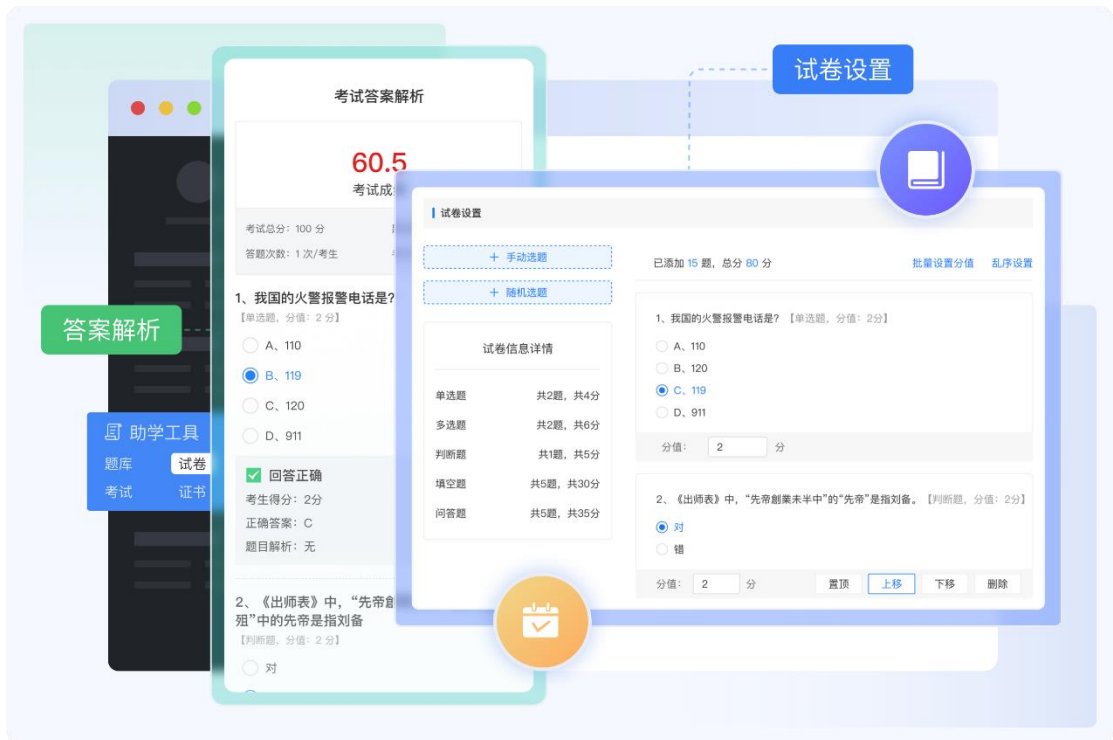 试卷设置
考试答案解析
60.5
考试成
考试总分：100 分
答题次数：1 次/考生
1、我国的火警报警电话是?
【单选题，分值：2 分】
A、110
B、119
C、120
D、911
回答正确
考生得分：2分
正确答案：C
题目解析：无
2、《出师表》中，“先帝創
殂”中的先帝是指刘备
【判断题，分值：2 分】
对
答案解析
助学工具
题库 试卷
考试 证书
试卷设置
+ 手动选题
+ 随机选题
试卷信息详情
单选题 共2题，共4分
多选题 共2题，共6分
判断题 共1题，共5分
填空题 共5题，共30分
问答题 共5题，共35分
已添加 15 题，总分 80 分 批量设置分值 乱序设置
1、我国的火警报警电话是? 【单选题，分值：2分】
A、110
B、120
C、119
D、911
分值： 2 分
2、《出师表》中，“先帝創業未半中”的“先帝”是指刘备。【判断题，分值：2分】
对
错
分值： 2 分 置顶 上移 下移 删除